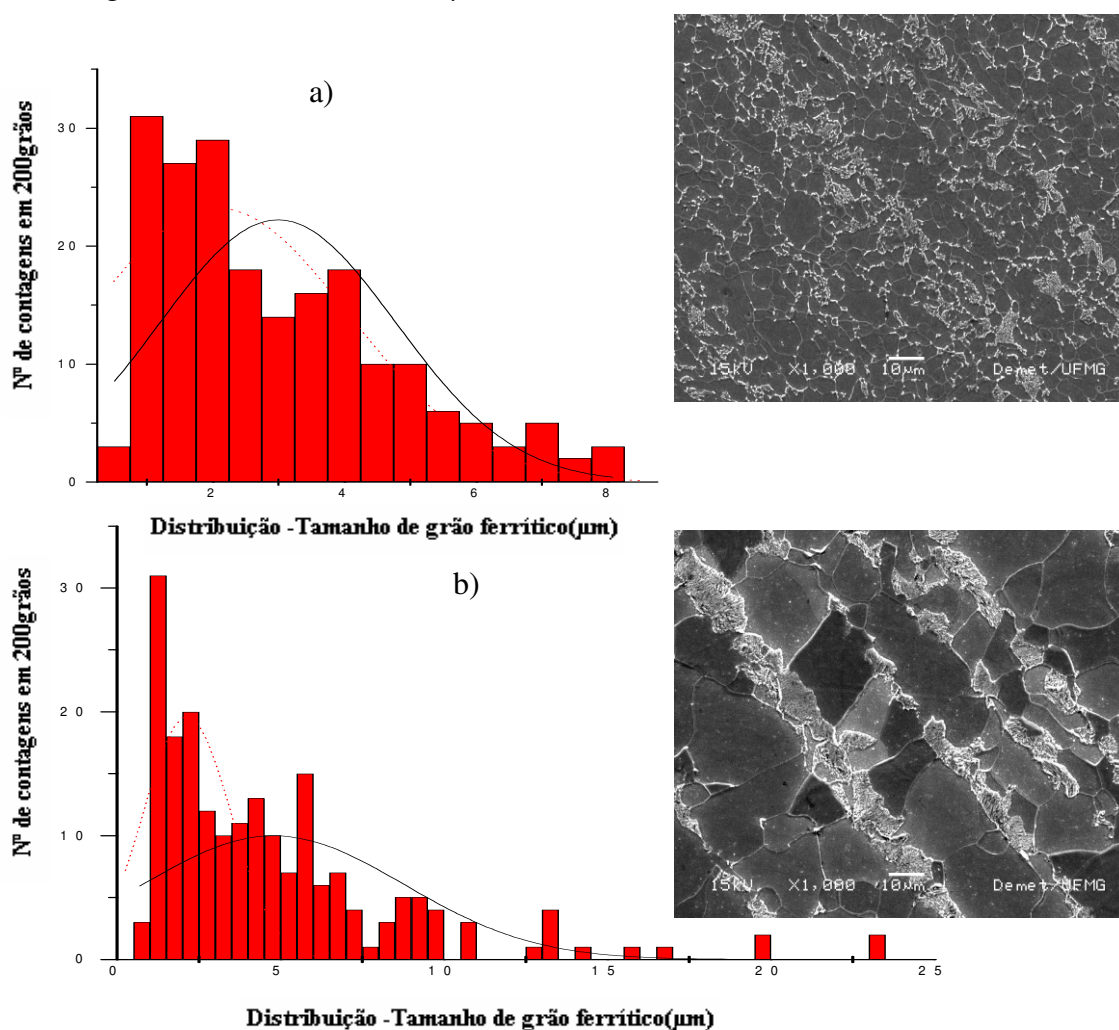 a)
Nº de contagens em 200grãos
30
20
10
0
2 4 6 8
Distribuição -Tamanho de grão ferrítico(µm)
15kV X1,000 10µm Demet/UFMG
b)
Nº de contagens em 200grãos
30
20
10
0
0 5 10 15 20 25
Distribuição -Tamanho de grão ferrítico(µm)
15kV X1,000 10µm Demet/UFMG